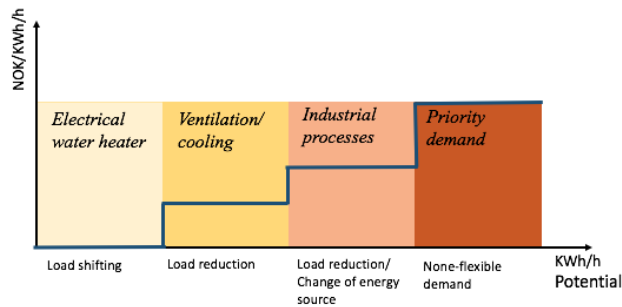 NOK/KWh/h
Electrical
water heater
Ventilation/
cooling
Industrial
processes
Priority
demand
Load shifting
Load reduction
Load reduction/
Change of energy
source
None-flexible
demand
KWh/h
Potential